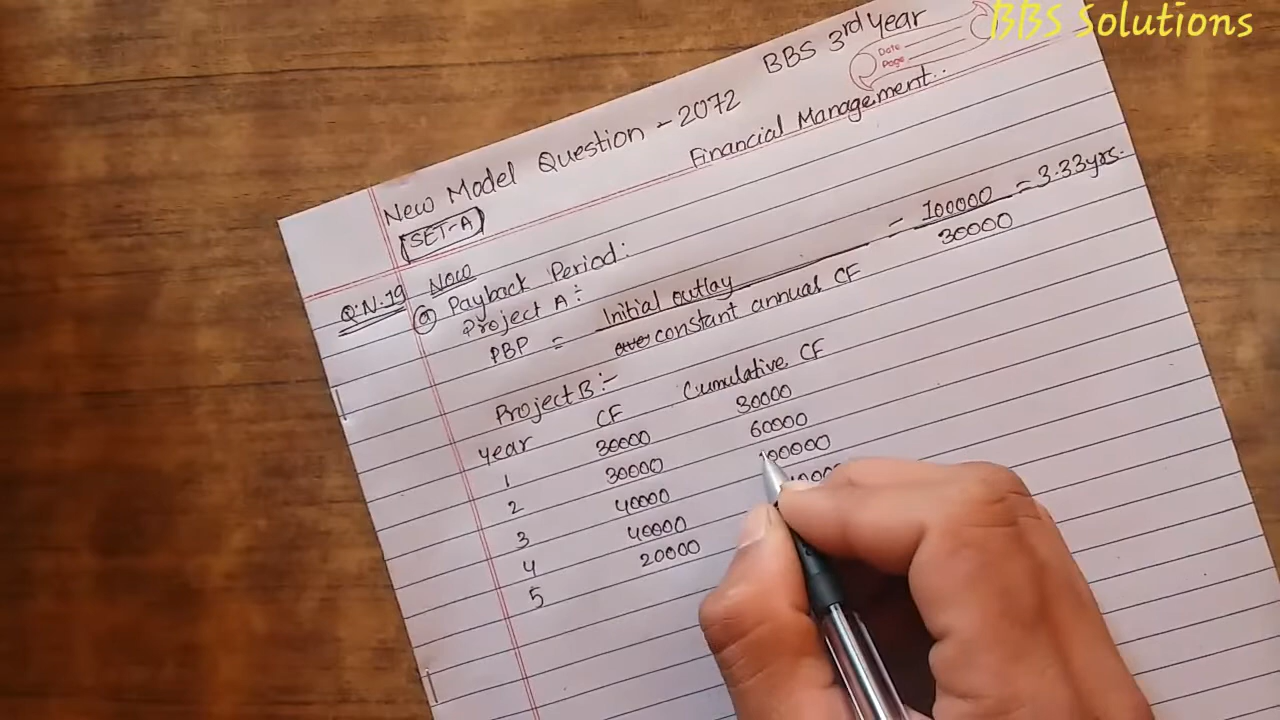 BBS Solutions
BBS 3rd Year
Date
Page
New Model Question - 2072
Financial Management..
SET-A
Q.N.19 Now
a Payback Period:
Project A:
PBP = Initial outlay / constant annual CF = 100000 / 30000 = 3.33yrs.
Project B:-
Year CF Cumulative CF
1 30000 30000
2 30000 60000
3 40000 100000
4 40000
5 20000